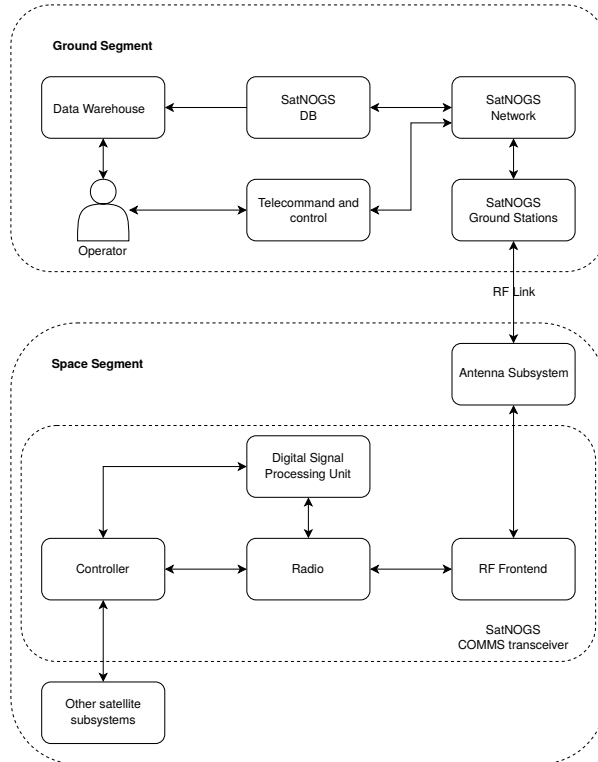 Ground Segment
Data Warehouse
SatNOGS
DB
SatNOGS
Network
Telecommand and
control
SatNOGS
Ground Stations
Operator
RF Link
Space Segment
Antenna Subsystem
Digital Signal
Processing Unit
Controller
Radio
RF Frontend
SatNOGS
COMMS transceiver
Other satellite
subsystems